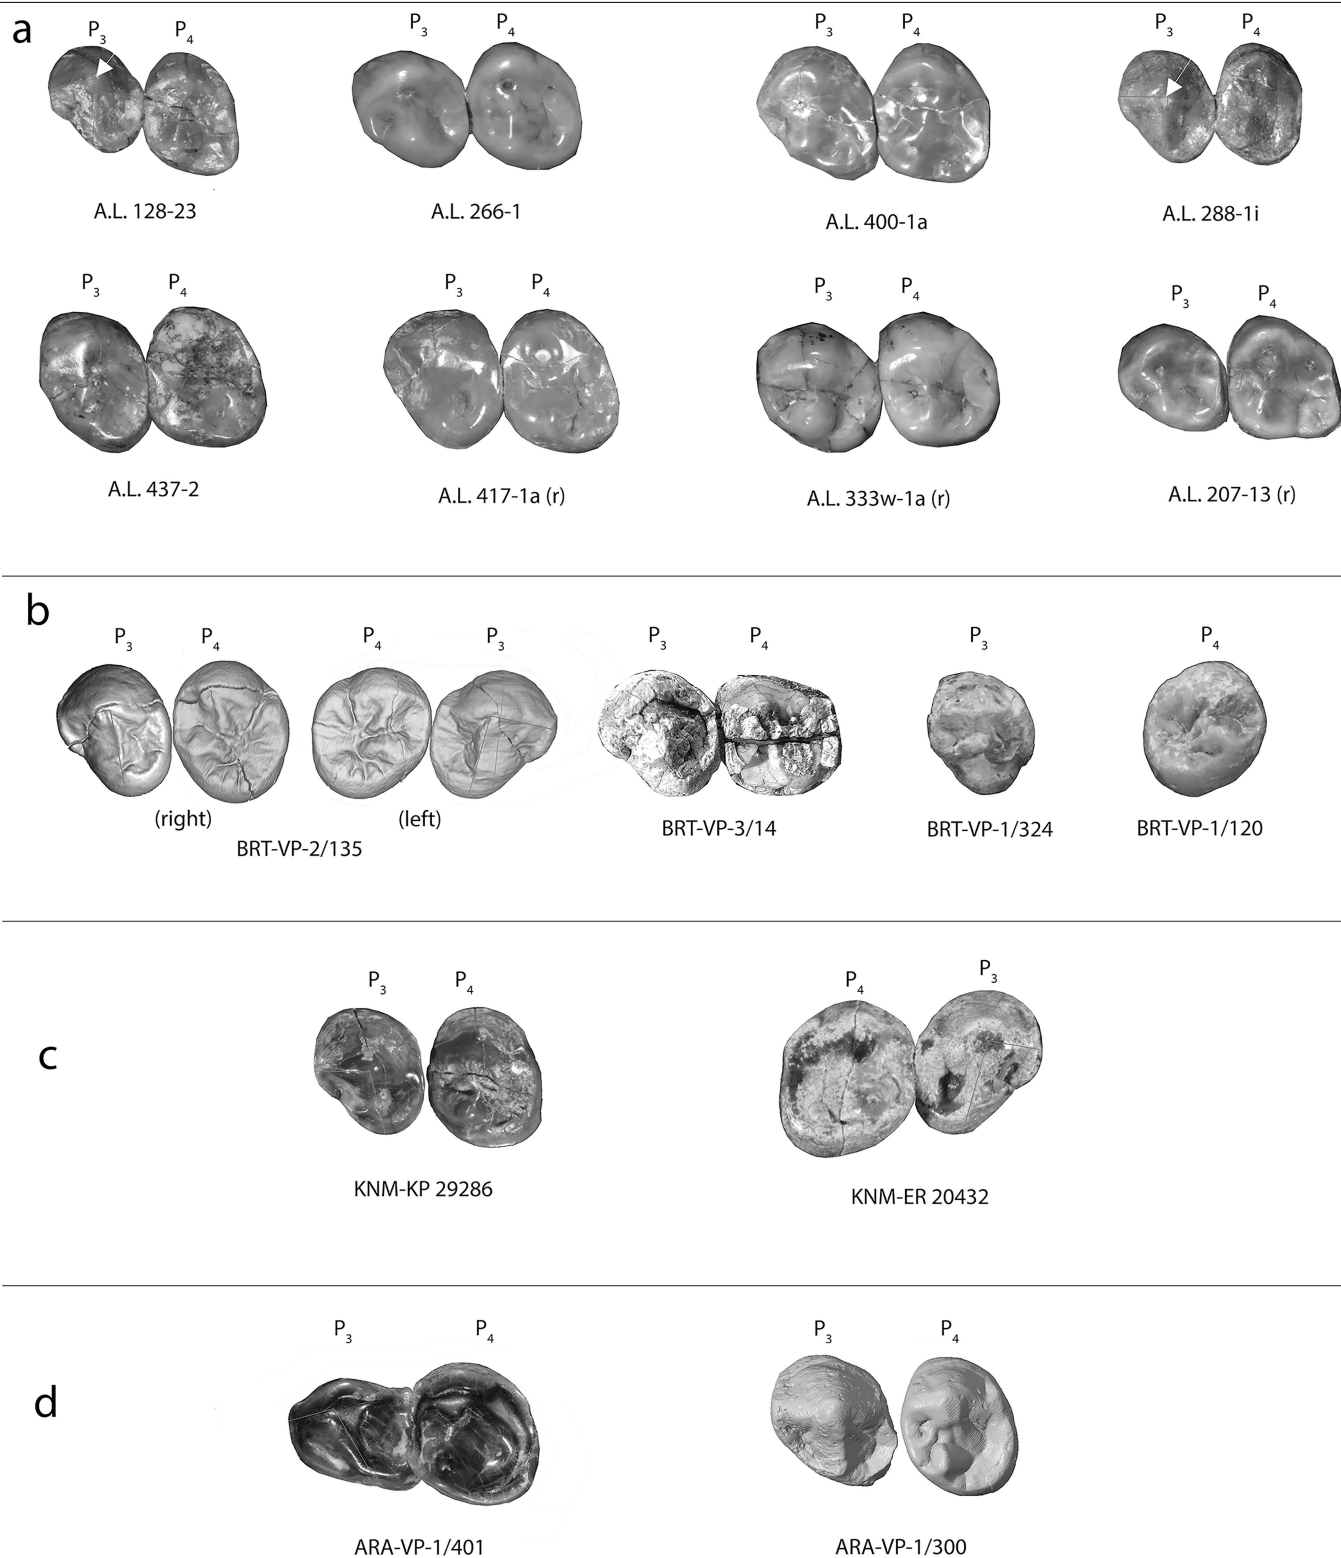 a
P3 P4 P3 P4 P3 P4 P3 P4
A.L. 128-23 A.L. 266-1 A.L. 400-1a A.L. 288-1i
P3 P4 P3 P4 P3 P4 P3 P4
A.L. 437-2 A.L. 417-1a (r) A.L. 333w-1a (r) A.L. 207-13 (r)
b
P3 P4 P4 P3 P3 P4 P3 P4
(right) (left)
BRT-VP-2/135 BRT-VP-3/14 BRT-VP-1/324 BRT-VP-1/120
c
P3 P4 P4 P3
KNM-KP 29286 KNM-ER 20432
d
P3 P4 P3 P4
ARA-VP-1/401 ARA-VP-1/300